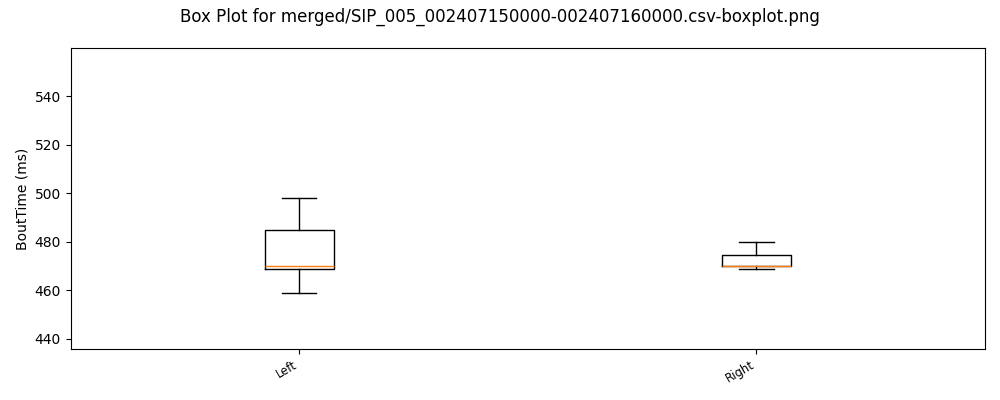 Box Plot for merged/SIP_005_002407150000-002407160000.csv-boxplot.png
BoutTime (ms)
540
520
500
480
460
440
Left
Right